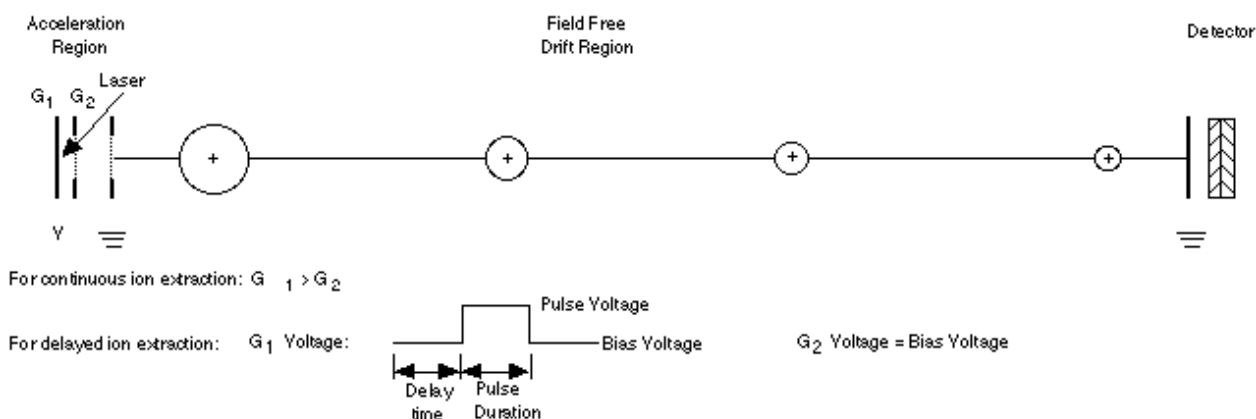 Acceleration
Region
Field Free
Drift Region
Detector
Laser
G1 G2
+ + + +
V
For continuous ion extraction: G 1 > G2
Pulse Voltage
For delayed ion extraction: G1 Voltage: Bias Voltage G2 Voltage = Bias Voltage
Delay
time
Pulse
Duration